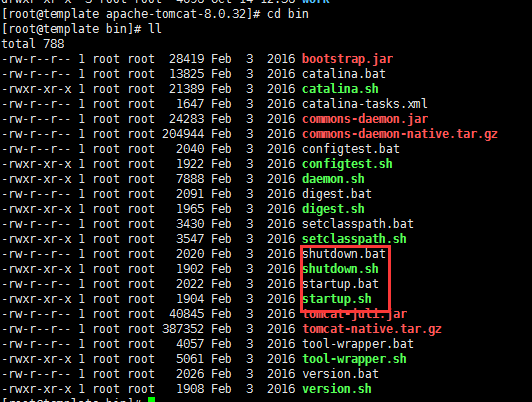 [root@template apache-tomcat-8.0.32]# cd bin
[root@template bin]# ll
total 788
-rw-r--r-- 1 root root 28419 Feb 3 2016 bootstrap.jar
-rw-r--r-- 1 root root 13825 Feb 3 2016 catalina.bat
-rwxr-xr-x 1 root root 21389 Feb 3 2016 catalina.sh
-rw-r--r-- 1 root root 1647 Feb 3 2016 catalina-tasks.xml
-rw-r--r-- 1 root root 24283 Feb 3 2016 commons-daemon.jar
-rw-r--r-- 1 root root 204944 Feb 3 2016 commons-daemon-native.tar.gz
-rw-r--r-- 1 root root 2040 Feb 3 2016 configtest.bat
-rwxr-xr-x 1 root root 1922 Feb 3 2016 configtest.sh
-rwxr-xr-x 1 root root 7888 Feb 3 2016 daemon.sh
-rw-r--r-- 1 root root 2091 Feb 3 2016 digest.bat
-rwxr-xr-x 1 root root 1965 Feb 3 2016 digest.sh
-rw-r--r-- 1 root root 3430 Feb 3 2016 setclasspath.bat
-rwxr-xr-x 1 root root 3547 Feb 3 2016 setclasspath.sh
-rw-r--r-- 1 root root 2020 Feb 3 2016 shutdown.bat
-rwxr-xr-x 1 root root 1902 Feb 3 2016 shutdown.sh
-rw-r--r-- 1 root root 2022 Feb 3 2016 startup.bat
-rwxr-xr-x 1 root root 1904 Feb 3 2016 startup.sh
-rw-r--r-- 1 root root 40845 Feb 3 2016 tomcat-juli.jar
-rw-r--r-- 1 root root 387352 Feb 3 2016 tomcat-native.tar.gz
-rw-r--r-- 1 root root 4057 Feb 3 2016 tool-wrapper.bat
-rwxr-xr-x 1 root root 5061 Feb 3 2016 tool-wrapper.sh
-rw-r--r-- 1 root root 2026 Feb 3 2016 version.bat
-rwxr-xr-x 1 root root 1908 Feb 3 2016 version.sh
[root@template bin]#